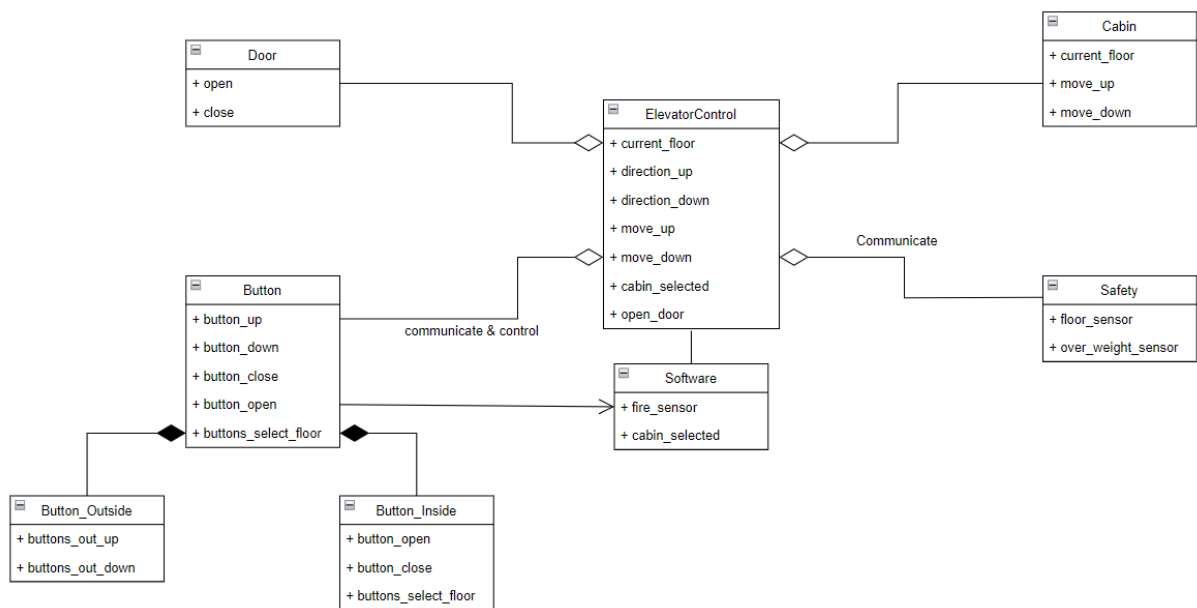 Door
+ open
+ close
Cabin
+ current_floor
+ move_up
+ move_down
ElevatorControl
+ current_floor
+ direction_up
+ direction_down
+ move_up
+ move_down
+ cabin_selected
+ open_door
Communicate
Safety
+ floor_sensor
+ over_weight_sensor
Button
+ button_up
+ button_down
+ button_close
+ button_open
+ buttons_select_floor
communicate & control
Software
+ fire_sensor
+ cabin_selected
Button_Outside
+ buttons_out_up
+ buttons_out_down
Button_Inside
+ button_open
+ button_close
+ buttons_select_floor